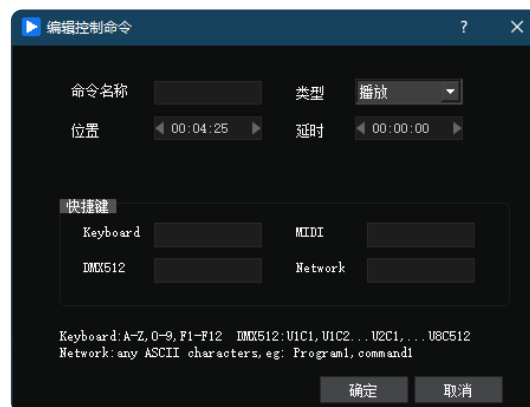 编辑控制命令 ?
命令名称 类型 播放
位置 00:04:25 延时 00:00:00
快捷键
Keyboard MIDI
DMX512 Network
Keyboard:A-Z,0-9,F1-F12 DMX512:U1C1,U1C2...U2C1,...U8C512
Network:any ASCII characters,eg: Program1,command1
确定 取消